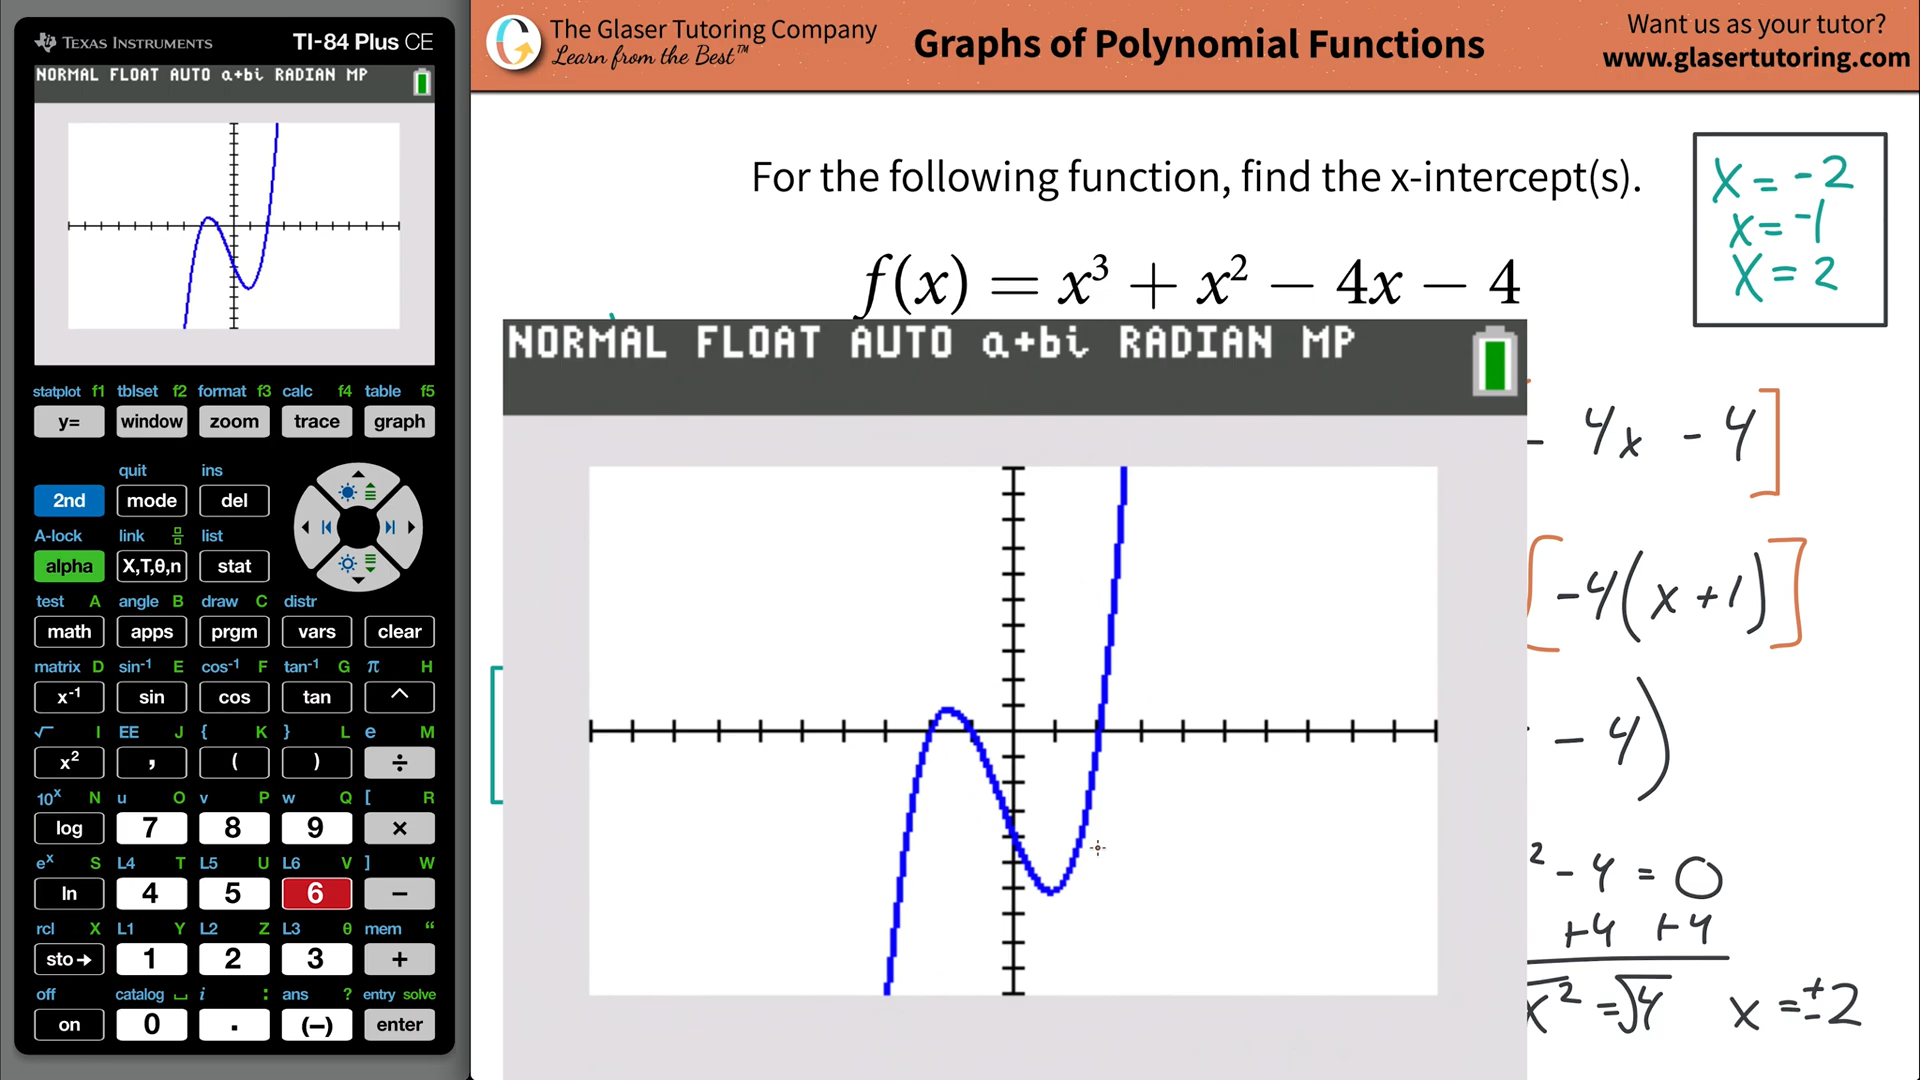 TEXAS INSTRUMENTS TI-84 Plus CE
NORMAL FLOAT AUTO a+bi RADIAN MP
statplot f1 tblset f2 format f3 calc f4 table f5
y= window zoom trace graph
quit ins
2nd mode del
A-lock link list
alpha X,T,θ,n stat
test A angle B draw C distr
math apps prgm vars clear
matrix D sin⁻¹ E cos⁻¹ F tan⁻¹ G π H
x⁻¹ sin cos tan ^
√ I EE J { K } L e M
x² , ( ) ÷
10ˣ N u O v P w Q [ R
log 7 8 9 ×
eˣ S L4 T L5 U L6 V ] W
ln 4 5 6 −
rcl X L1 Y L2 Z L3 θ mem “
sto→ 1 2 3 +
off catalog ␣ i : ans ? entry solve
on 0 . (−) enter
The Glaser Tutoring Company
Learn from the Best™
Graphs of Polynomial Functions
Want us as your tutor?
www.glasertutoring.com
For the following function, find the x-intercept(s).
f(x) = x³ + x² − 4x − 4
x = -2
x = -1
x = 2
NORMAL FLOAT AUTO a+bi RADIAN MP
- 4x - 4]
[-4(x+1)]
- 4)
² - 4 = 0
+4 +4
√x² = √4 x = ±2